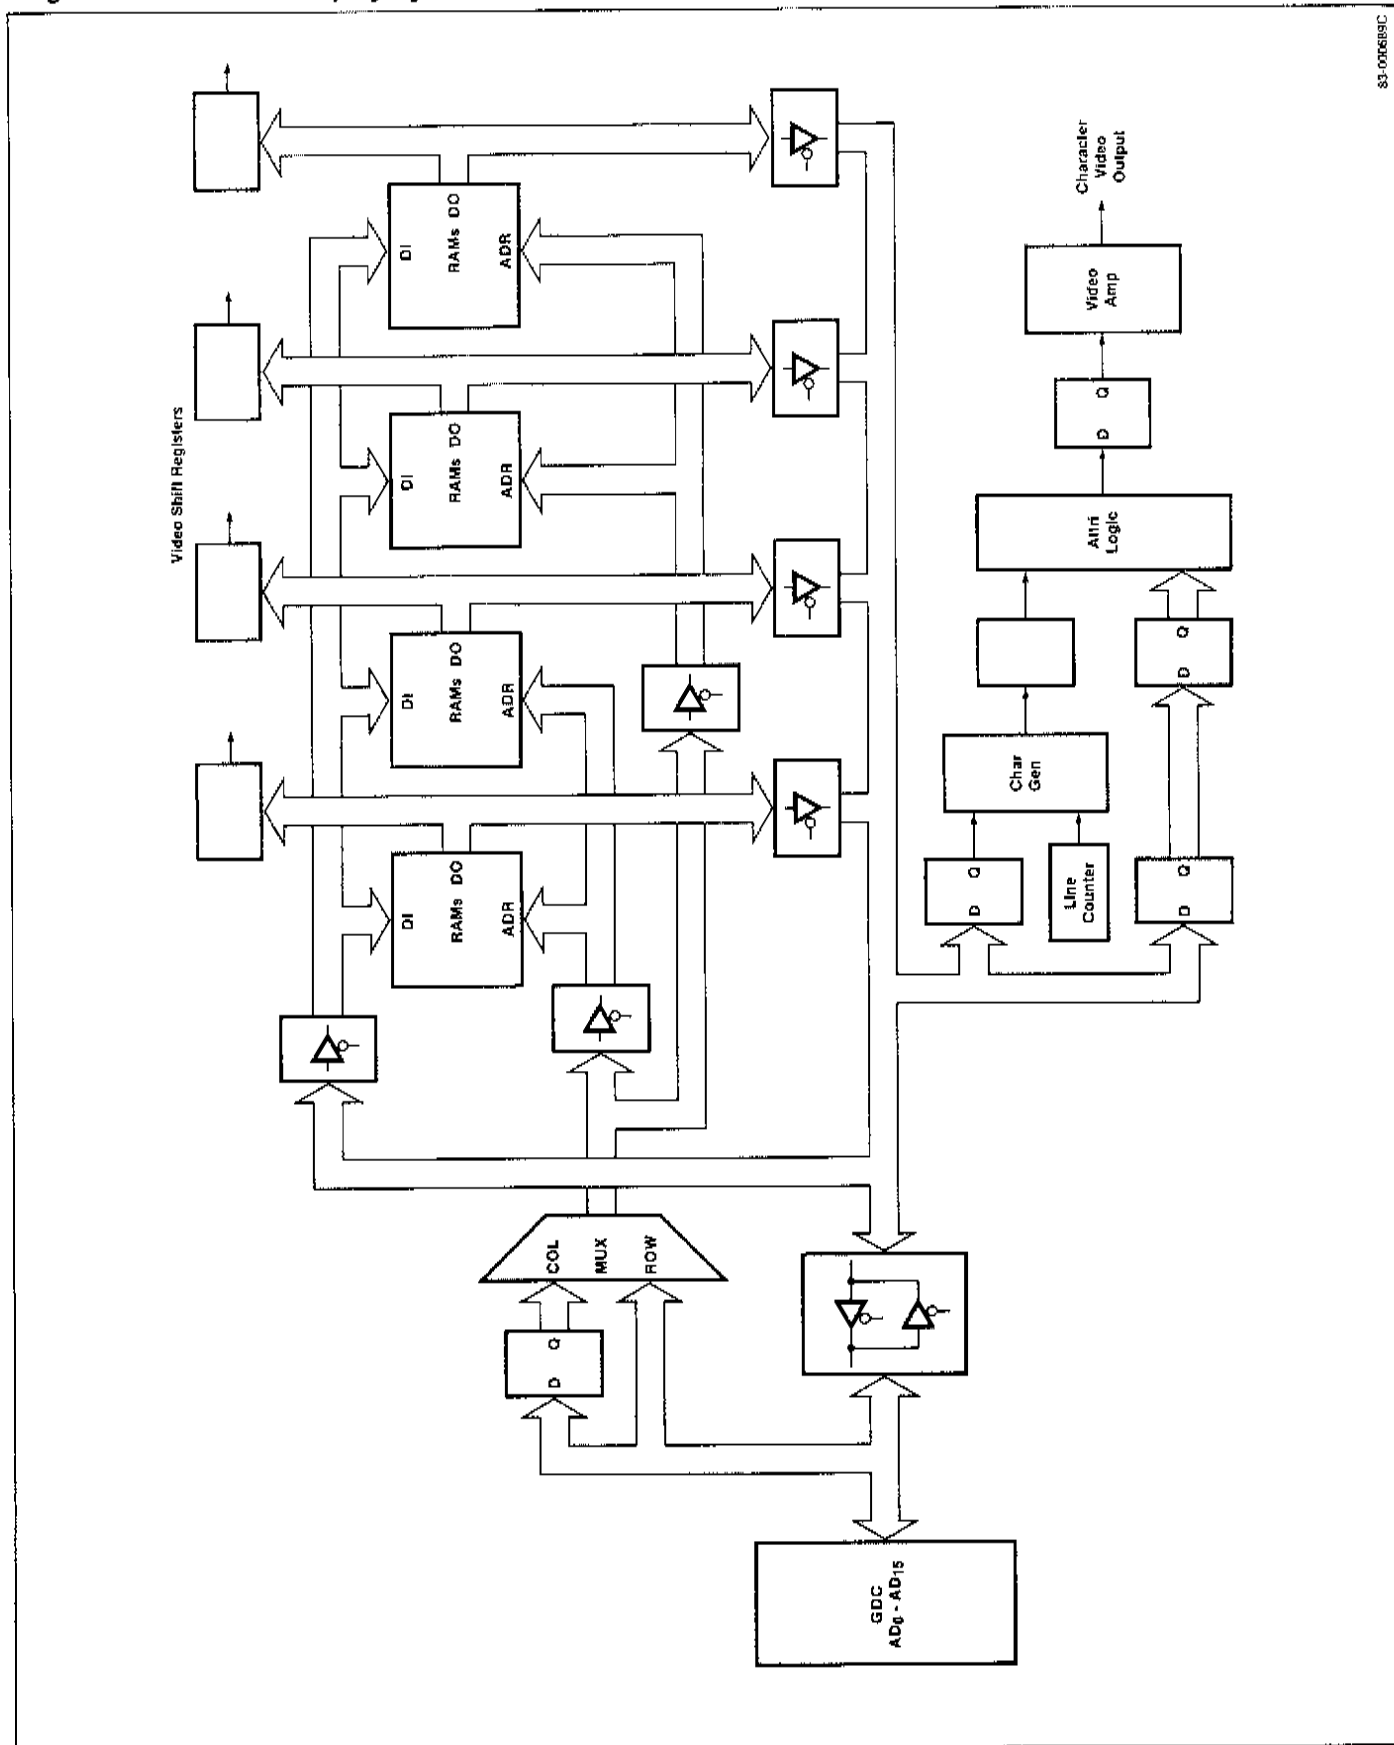 Video Shift Registers
DI
RAMs DO
ADR
DI
RAMs DO
ADR
DI
RAMs DO
ADR
DI
RAMs DO
ADR
D Q
COL
MUX
ROW
GDC
AD0 - AD15
D Q
Line
Counter
Char
Gen
D Q
D Q
Attri
Logic
D Q
Video
Amp
Character
Video
Output
83-000689C